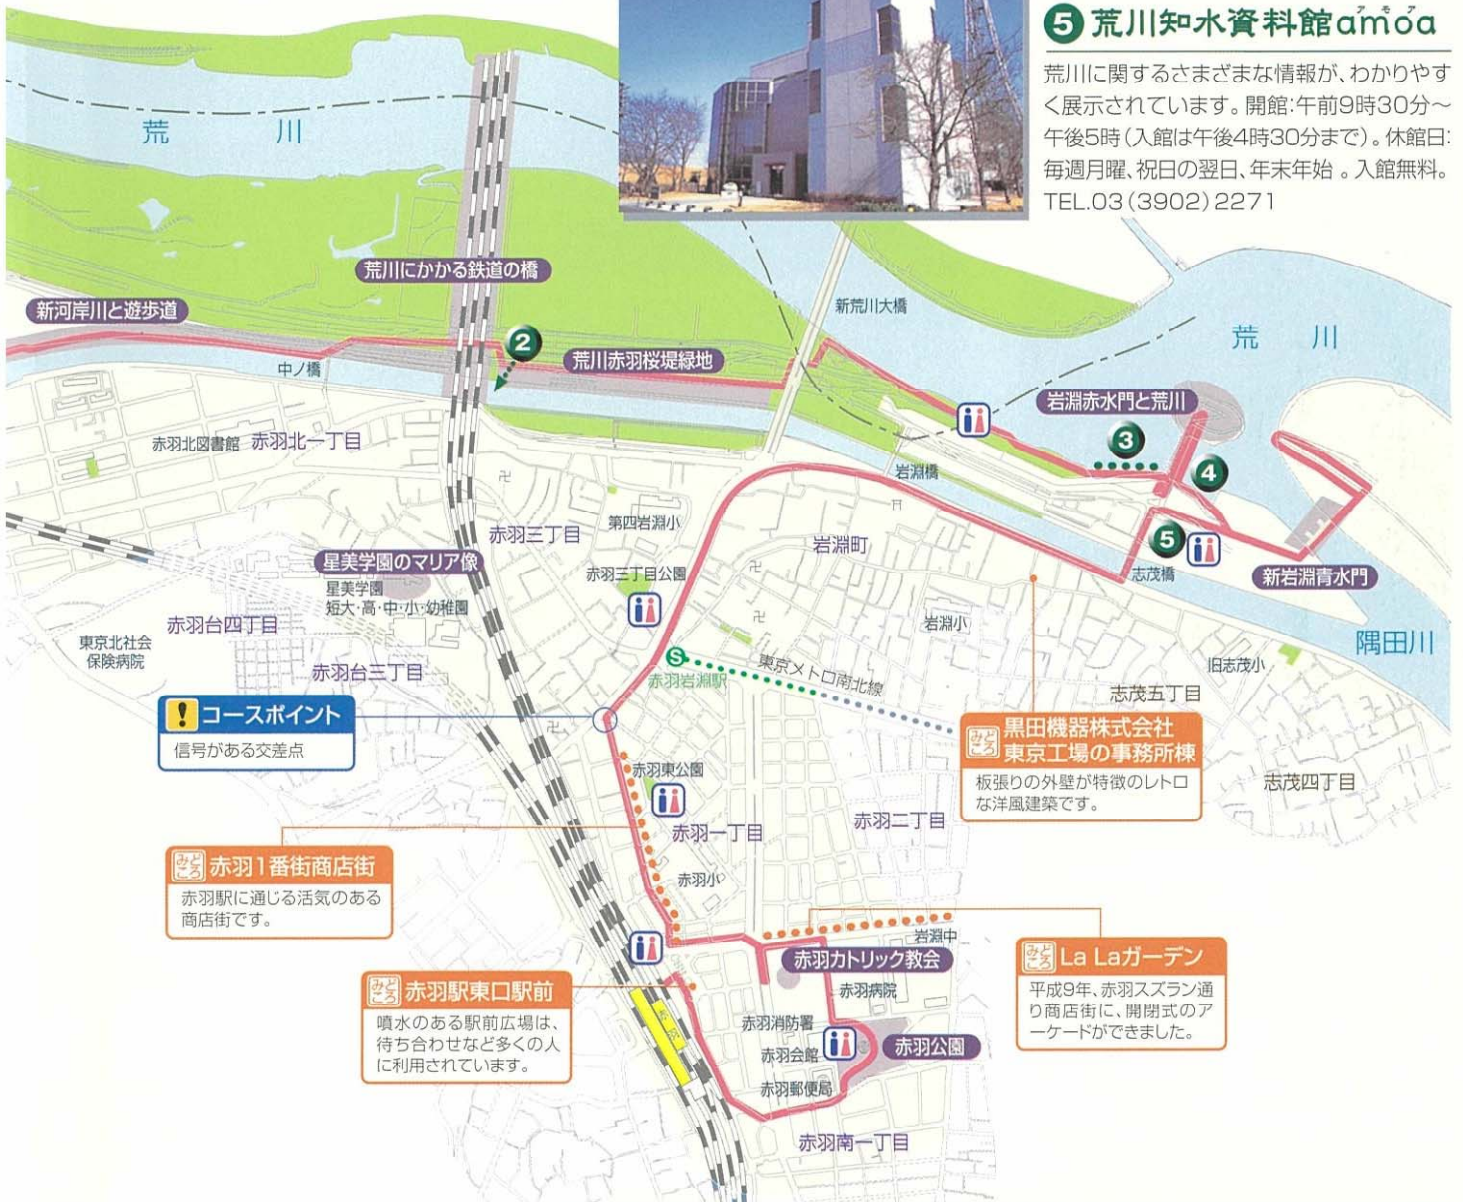 アモア
5 荒川知水資料館amoa
荒川に関するさまざまな情報が、わかりやす
く展示されています。開館:午前9時30分〜
午後5時(入館は午後4時30分まで)。休館日:
毎週月曜、祝日の翌日、年末年始。入館無料。
TEL.03(3902)2271
荒川
荒川にかかる鉄道の橋
新河岸川と遊歩道
新荒川大橋
荒川
2
中ノ橋
荒川赤羽桜堤緑地
岩淵赤水門と荒川
3
4
赤羽北図書館
赤羽北一丁目
岩淵橋
赤羽三丁目
第四岩淵小
岩淵町
5
志茂橋
新岩淵青水門
星美学園のマリア像
星美学園
短大・高・中・小・幼稚園
赤羽三丁目公園
赤羽台四丁目
岩淵小
隅田川
東京北社会
保険病院
赤羽台三丁目
S
赤羽岩淵駅
東京メトロ南北線
旧志茂小
志茂五丁目
! コースポイント
信号がある交差点
みどころ 黒田機器株式会社
東京工場の事務所棟
板張りの外壁が特徴のレトロ
な洋風建築です。
志茂四丁目
赤羽東公園
赤羽一丁目
赤羽二丁目
みどころ 赤羽1番街商店街
赤羽駅に通じる活気のある
商店街です。
赤羽小
岩淵中
赤羽カトリック教会
みどころ La Laガーデン
平成9年、赤羽スズラン通
り商店街に、開閉式のア
ーケードができました。
みどころ 赤羽駅東口駅前
噴水のある駅前広場は、
待ち合わせなど多くの人
に利用されています。
赤羽病院
赤羽消防署
赤羽会館
赤羽公園
赤羽郵便局
赤羽南一丁目